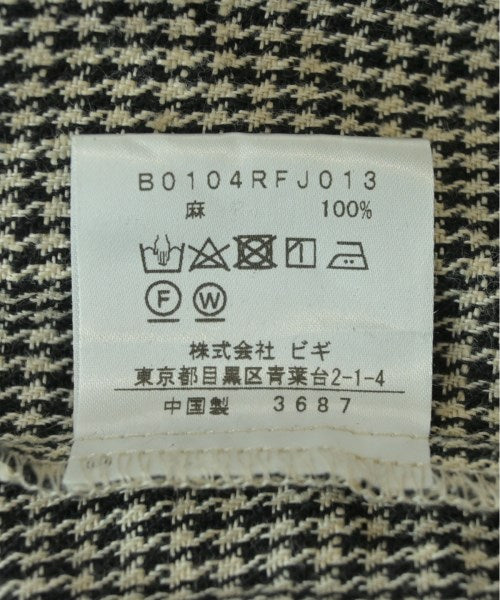 B0104RFJ013
麻 100%
F W
株式会社 ビギ
東京都目黒区青葉台2-1-4
中国製 3687